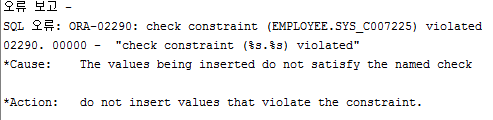 오류 보고 -
SQL 오류: ORA-02290: check constraint (EMPLOYEE.SYS_C007225) violated
02290. 00000 -  "check constraint (%s.%s) violated"
*Cause:    The values being inserted do not satisfy the named check
*Action:   do not insert values that violate the constraint.